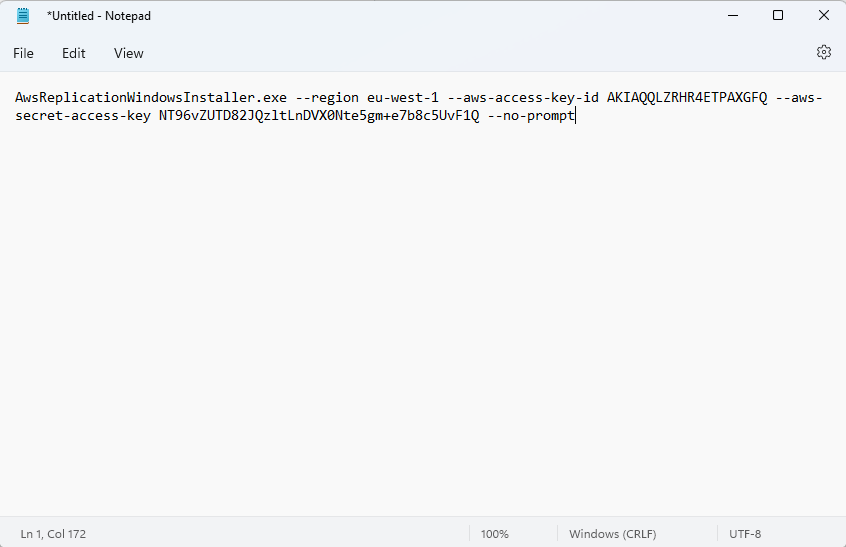 *Untitled - Notepad
File Edit View
AwsReplicationWindowsInstaller.exe --region eu-west-1 --aws-access-key-id AKIAQQLZRHR4ETPAXGFQ --aws-
secret-access-key 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 --no-prompt
Ln 1, Col 172 100% Windows (CRLF) UTF-8